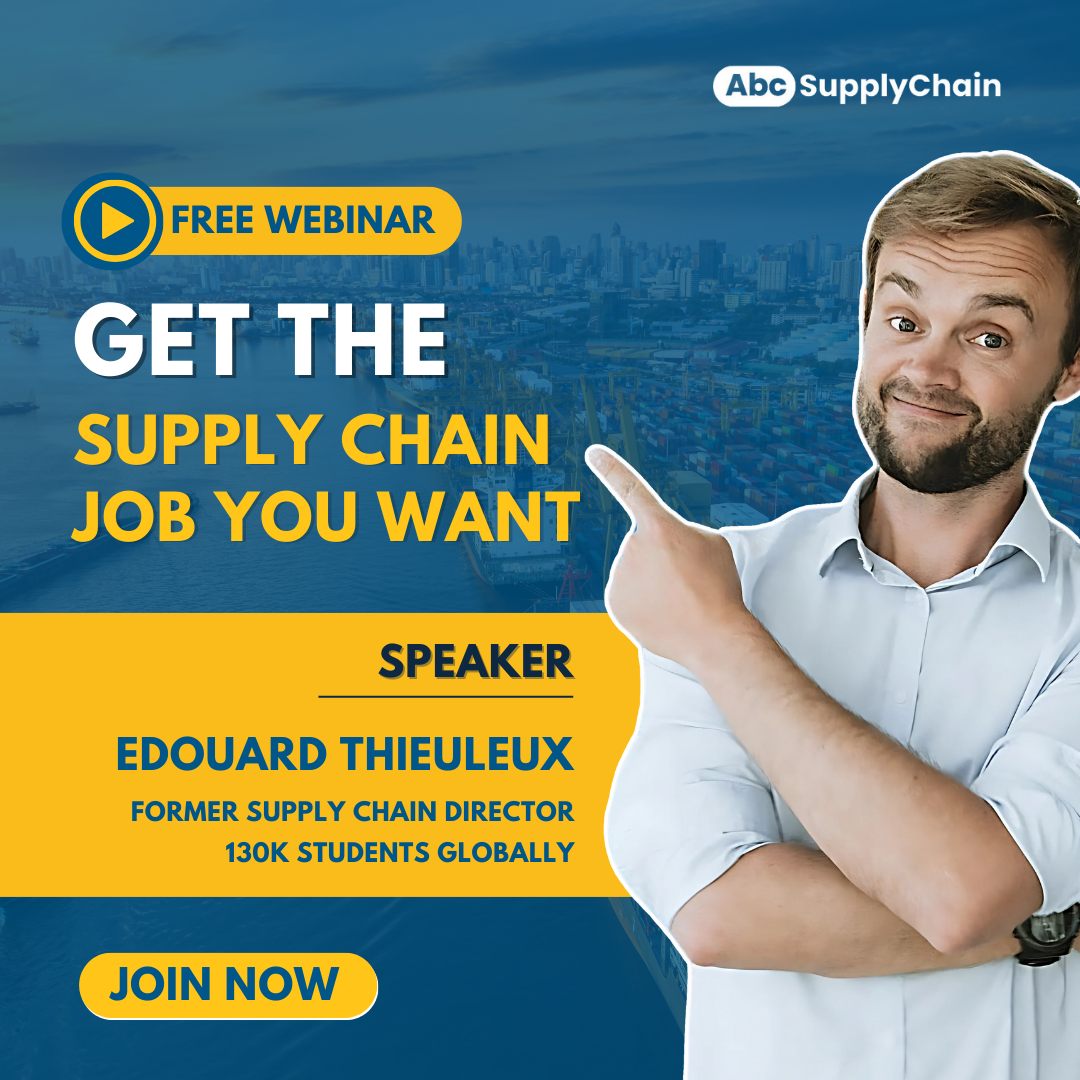 Abc SupplyChain
FREE WEBINAR
GET THE
SUPPLY CHAIN
JOB YOU WANT
SPEAKER
EDOUARD THIEULEUX
FORMER SUPPLY CHAIN DIRECTOR
130K STUDENTS GLOBALLY
JOIN NOW